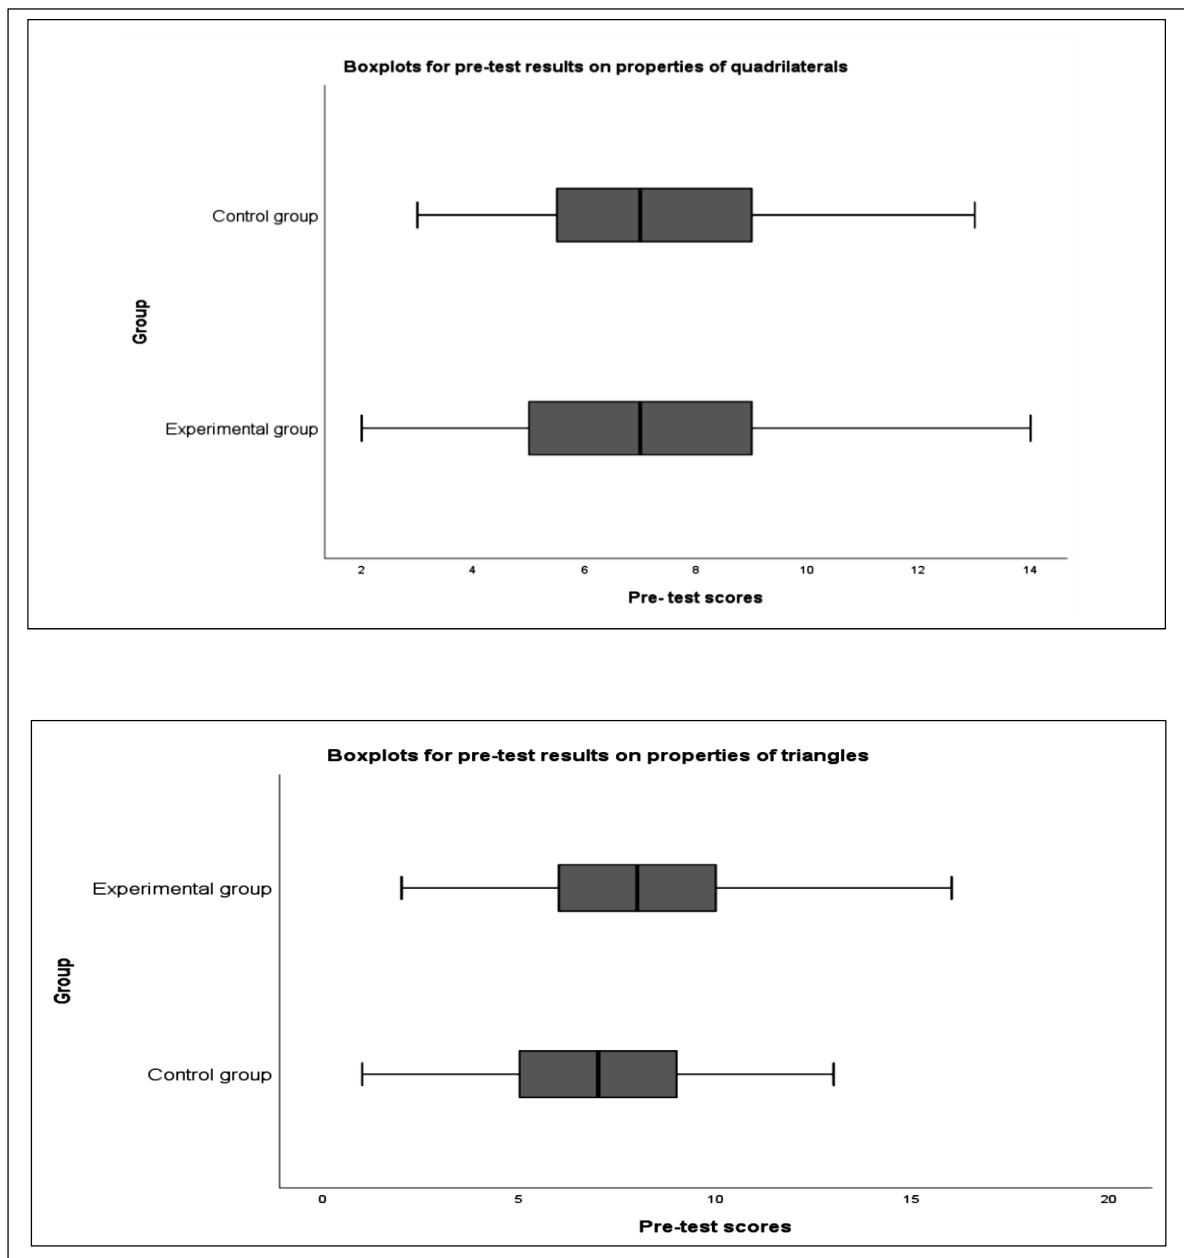 Boxplots for pre-test results on properties of quadrilaterals
Control group
Group
Experimental group
2 4 6 8 10 12 14
Pre- test scores
Boxplots for pre-test results on properties of triangles
Experimental group
Group
Control group
0 5 10 15 20
Pre-test scores